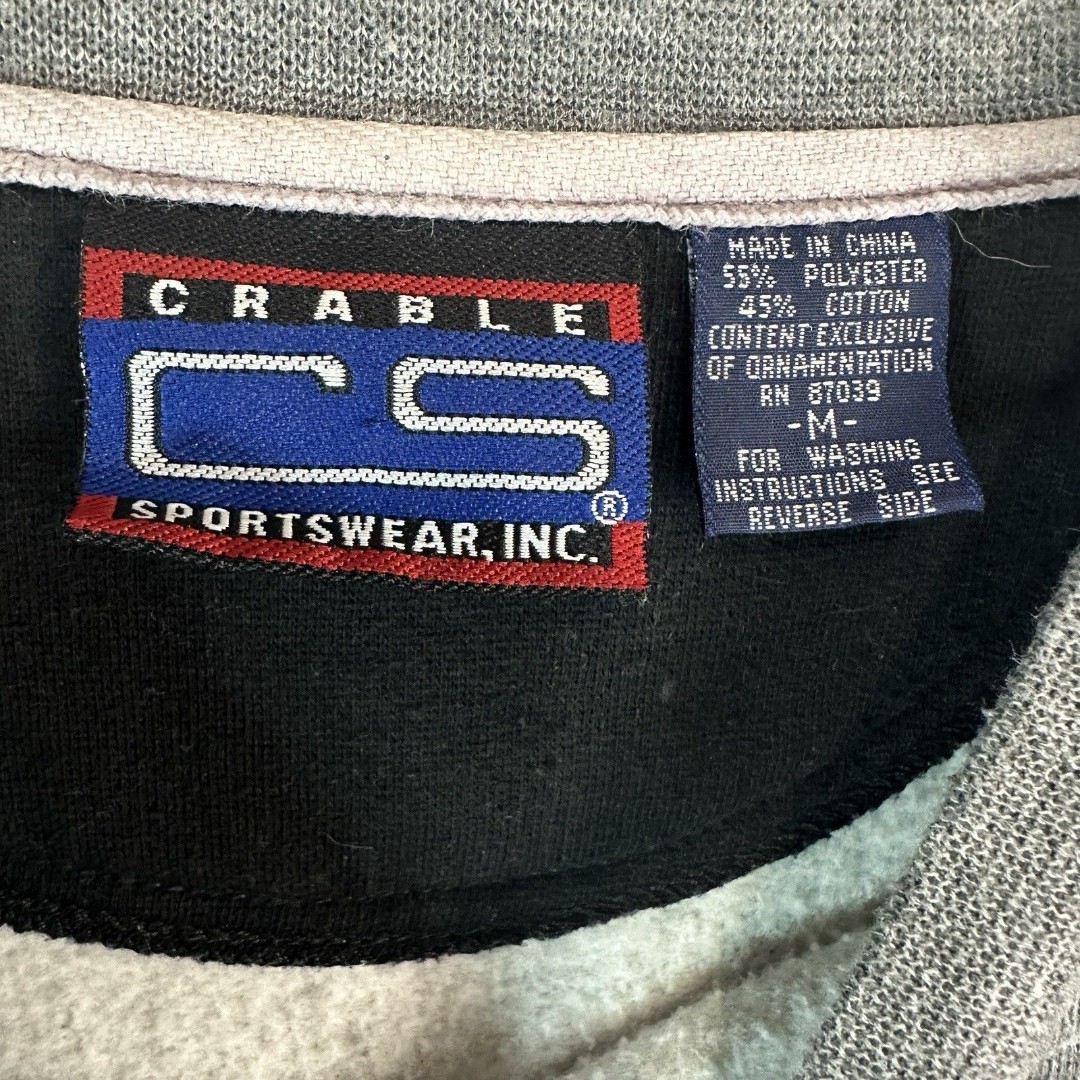 CRABLE
CS
SPORTSWEAR, INC.
®
MADE IN CHINA
55% POLYESTER
45% COTTON
CONTENT EXCLUSIVE
OF ORNAMENTATION
RN 87039
-M-
FOR WASHING
INSTRUCTIONS SEE
REVERSE SIDE